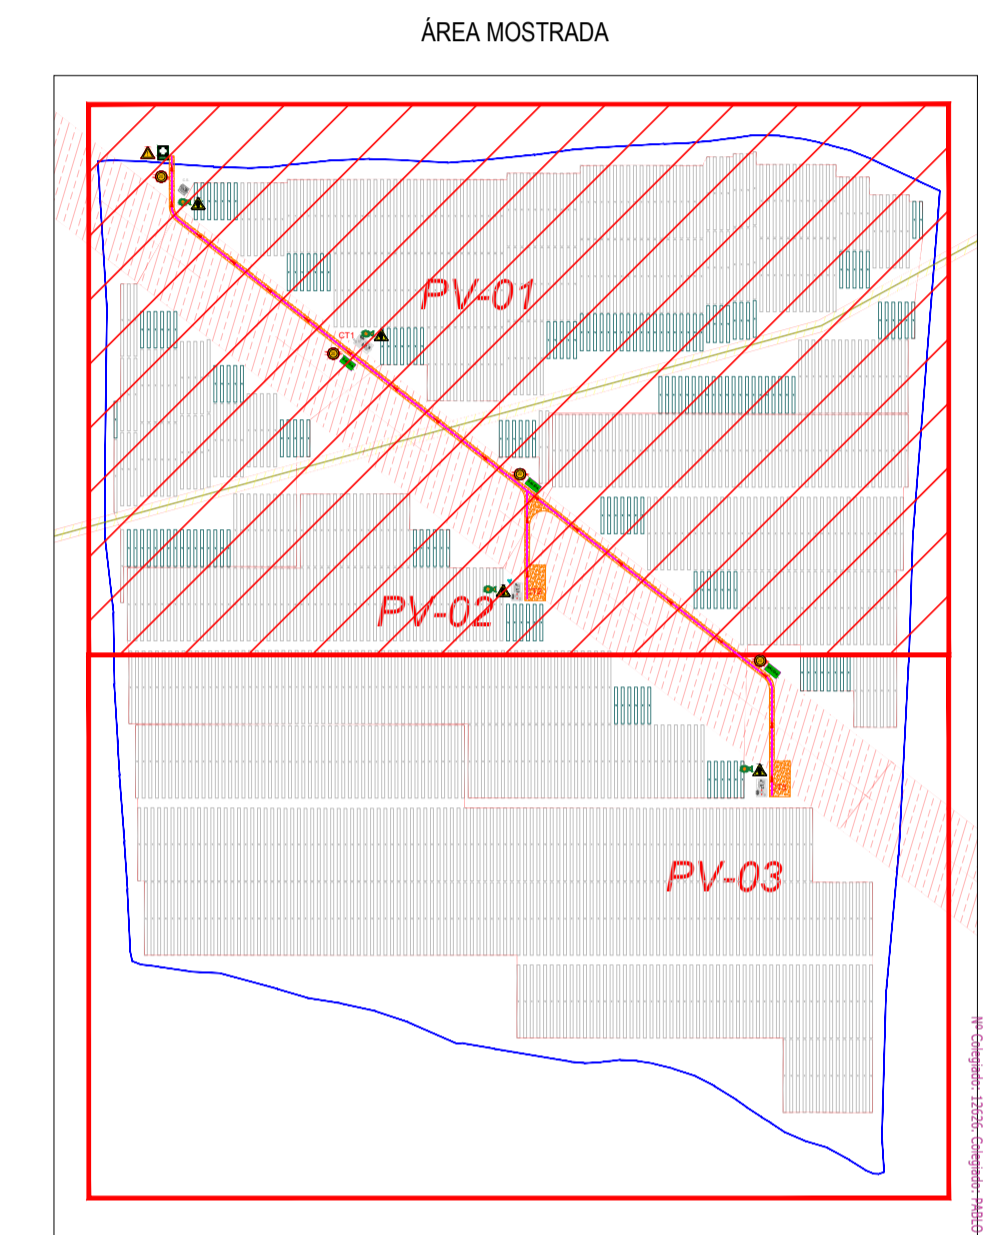 ÁREA MOSTRADA
PV-01
CT1
PV-02
PV-03
Nº Colegiado: 12626. Colegiado: PABLO